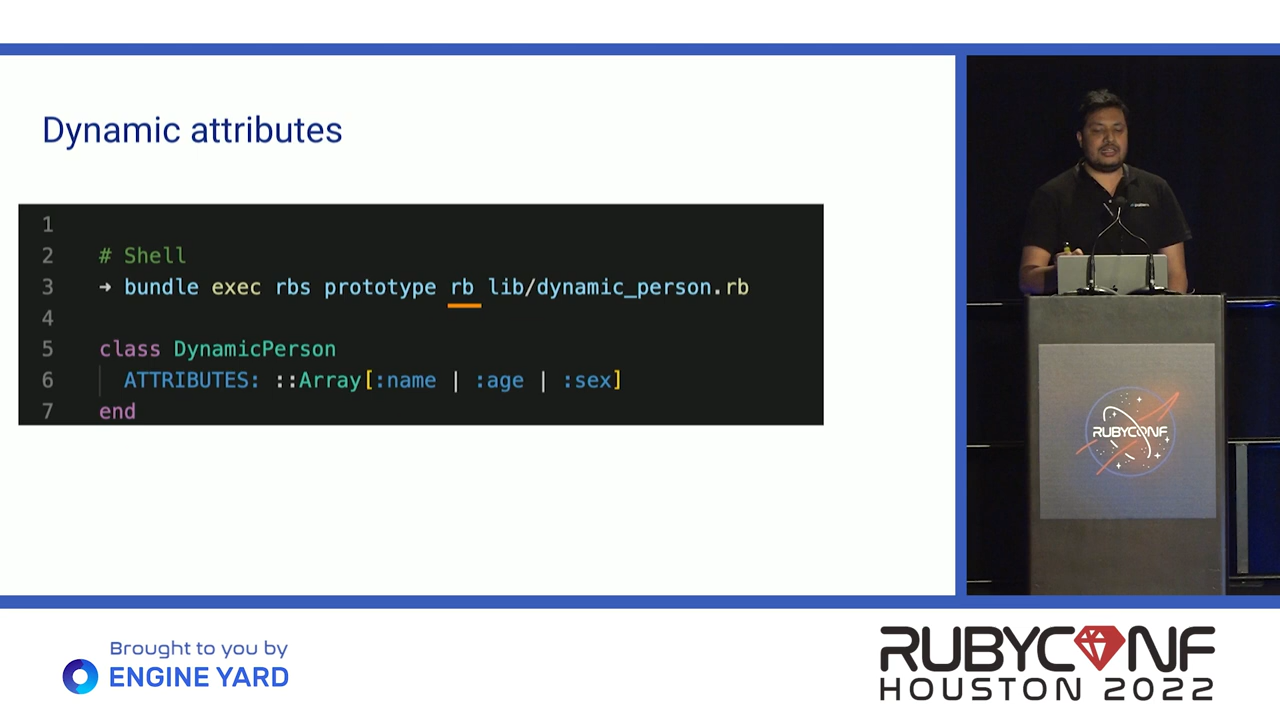 Dynamic attributes
1
2 # Shell
3 → bundle exec rbs prototype rb lib/dynamic_person.rb
4
5 class DynamicPerson
6 ATTRIBUTES: ::Array[:name | :age | :sex]
7 end
RUBYCONF
Brought to you by
ENGINE YARD
RUBYCONF
HOUSTON 2022